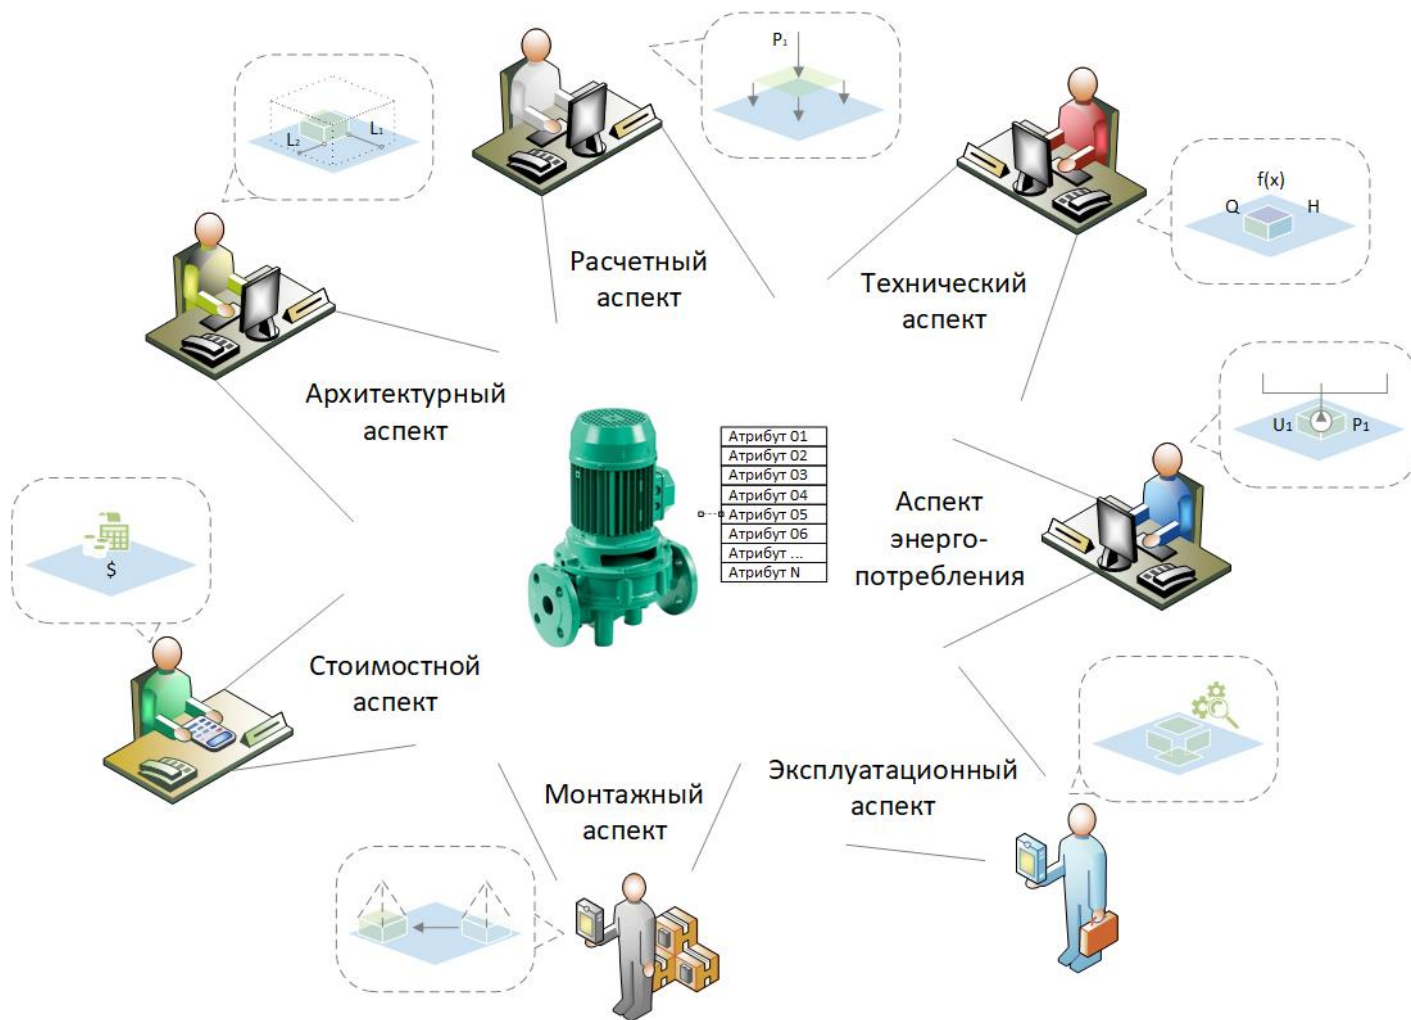 P₁
L₁
L₂
f(x)
Q
H
Расчетный
аспект
Технический
аспект
Архитектурный
аспект
U₁
P₁
Атрибут 01
Атрибут 02
Атрибут 03
Атрибут 04
Атрибут 05
Атрибут 06
Атрибут ...
Атрибут N
Аспект
энерго-
потребления
$
Стоимостной
аспект
Монтажный
аспект
Эксплуатационный
аспект